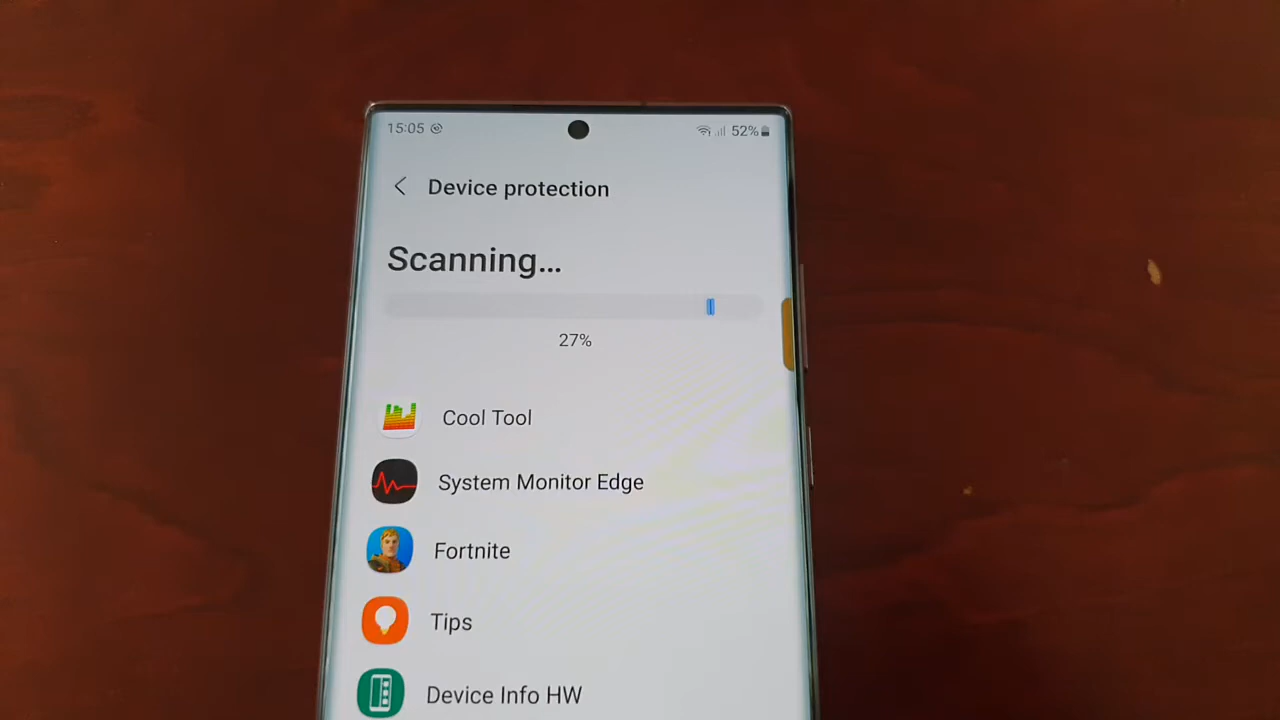 15:05
52%
Device protection
Scanning...
27%
Cool Tool
System Monitor Edge
Fortnite
Tips
Device Info HW